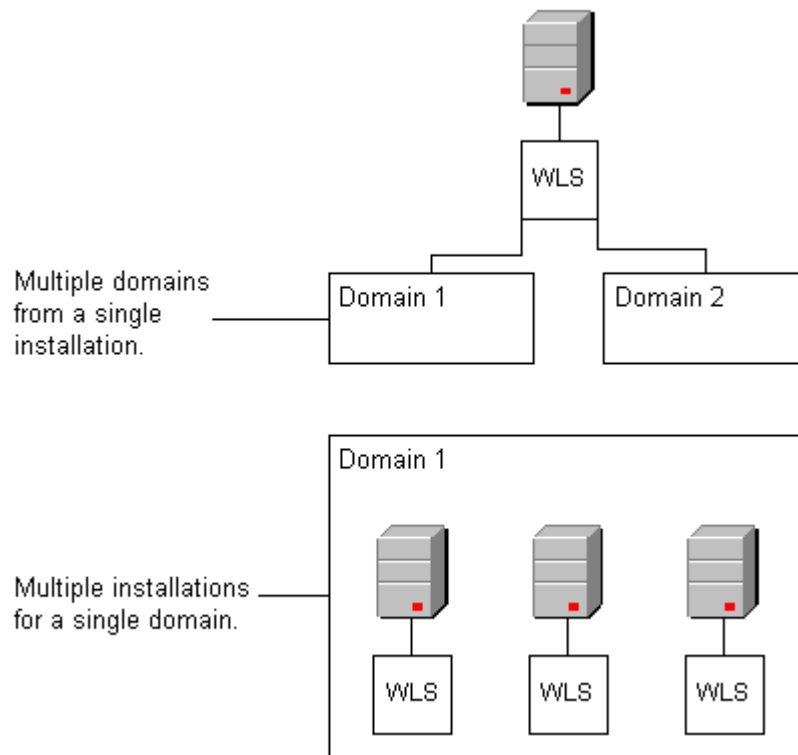 WLS
Multiple domains
from a single
installation.
Domain 1
Domain 2
Domain 1
Multiple installations
for a single domain.
WLS
WLS
WLS